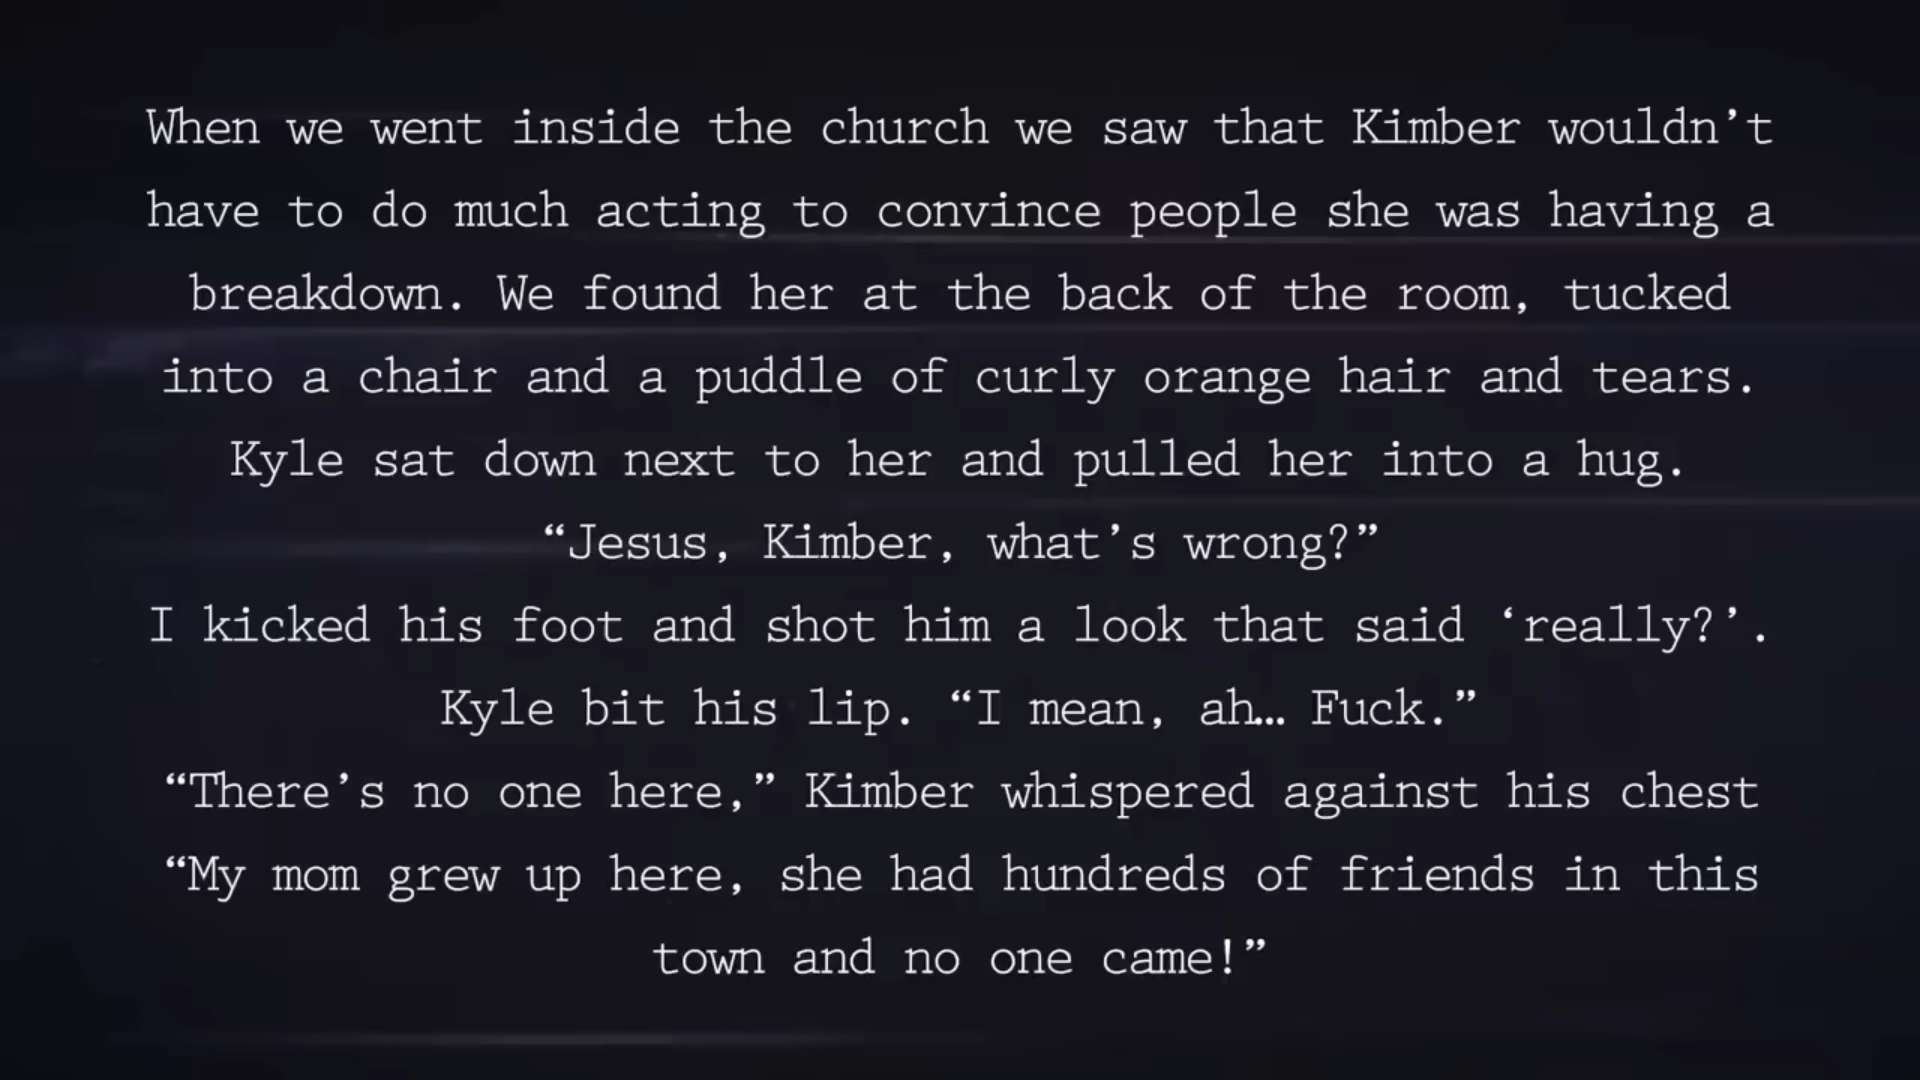 When we went inside the church we saw that Kimber wouldn’t
have to do much acting to convince people she was having a
breakdown. We found her at the back of the room, tucked
into a chair and a puddle of curly orange hair and tears.
Kyle sat down next to her and pulled her into a hug.
“Jesus, Kimber, what’s wrong?”
I kicked his foot and shot him a look that said ‘really?’.
Kyle bit his lip. “I mean, ah… Fuck.”
“There’s no one here,” Kimber whispered against his chest
“My mom grew up here, she had hundreds of friends in this
town and no one came!”